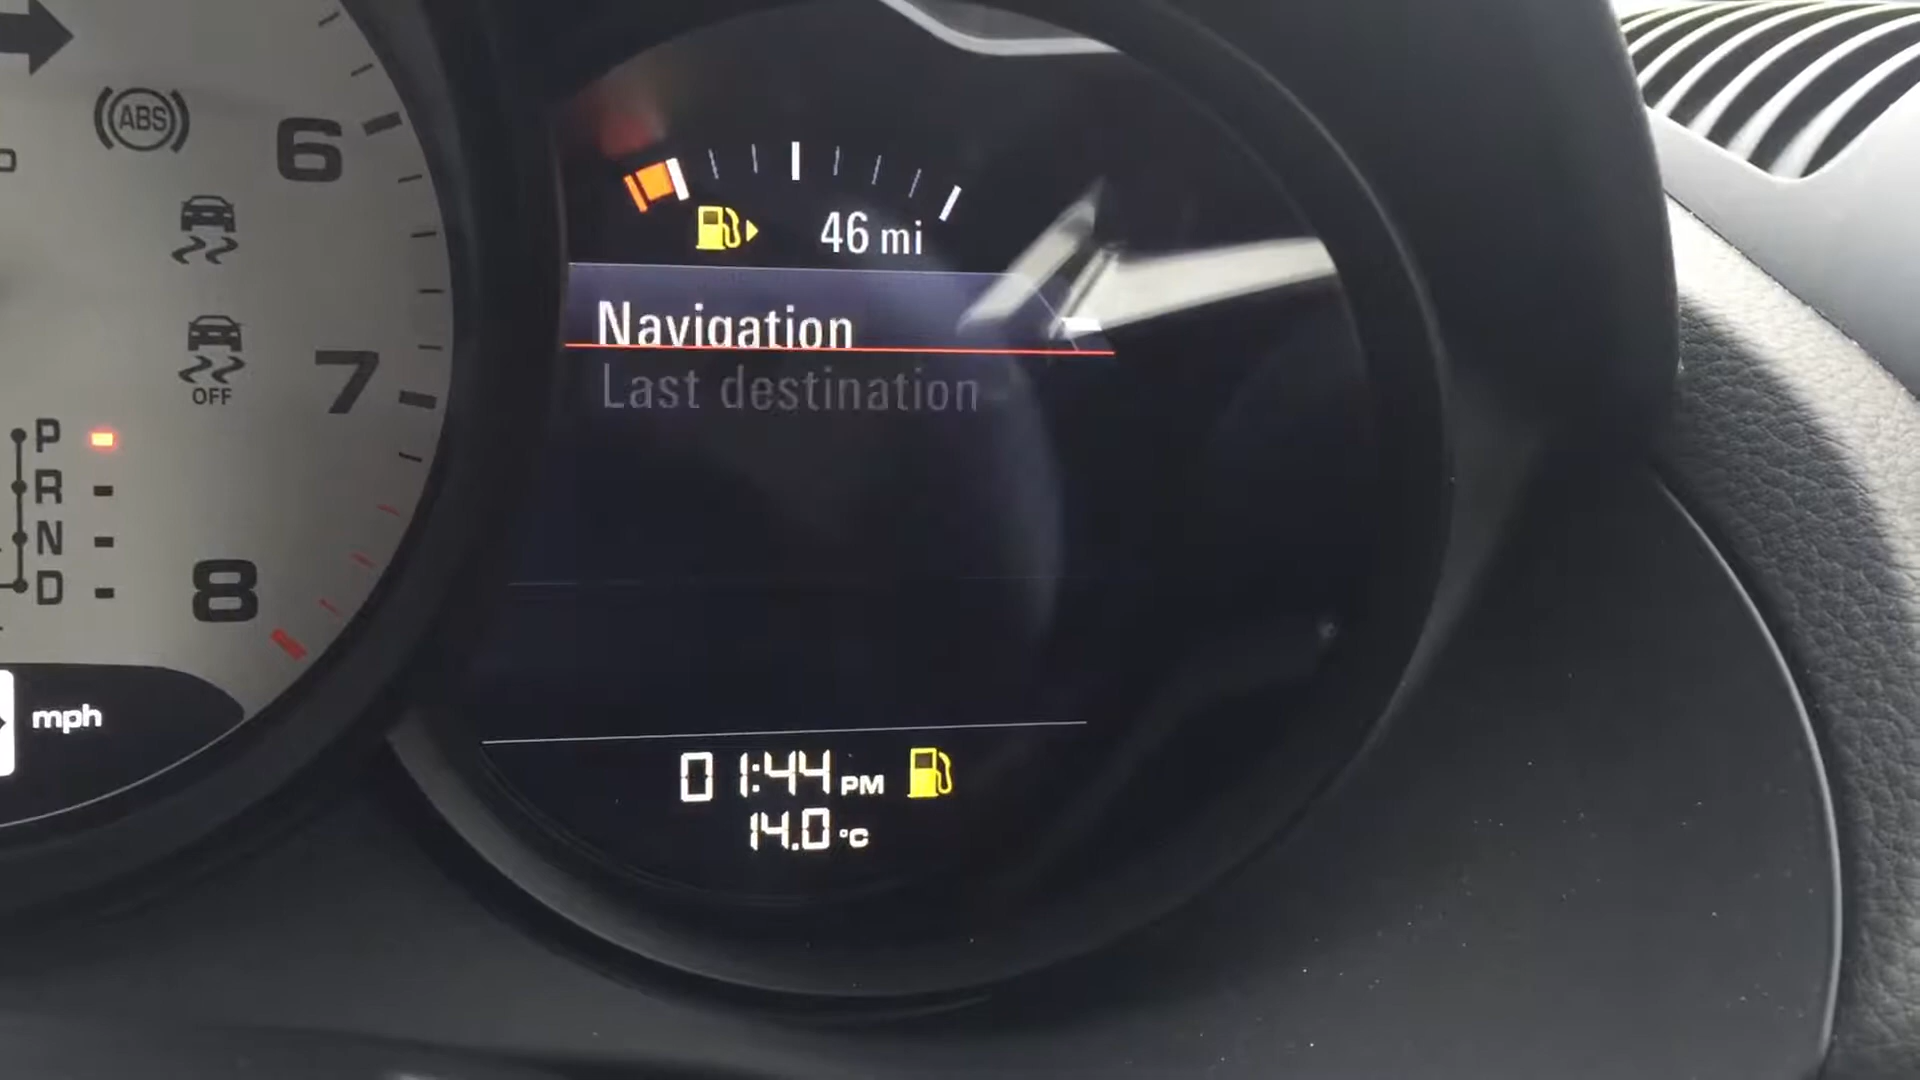 ABS
6
7
OFF
P
R
N
D
8
mph
46 mi
Navigation
Last destination
01:44 PM
14.0 °C